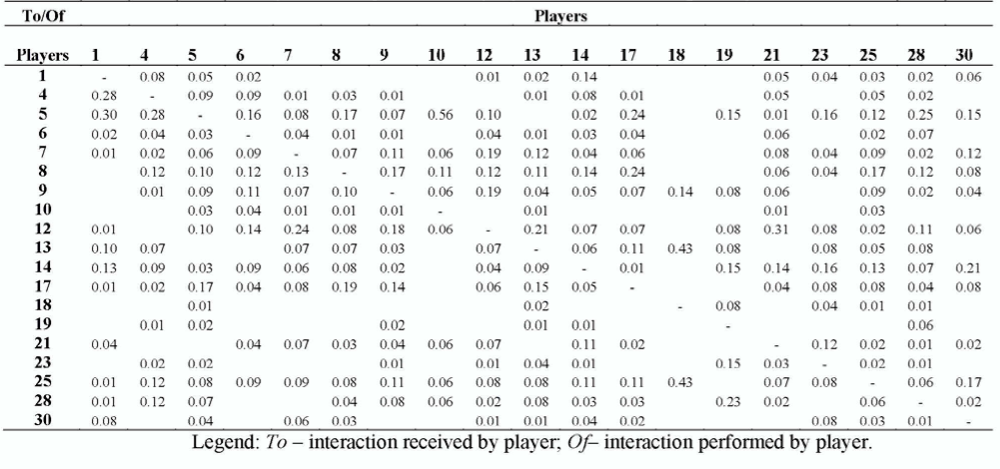 To/Of Players
Players 1 4 5 6 7 8 9 10 12 13 14 17 18 19 21 23 25 28 30
1 - 0.08 0.05 0.02 0.01 0.02 0.14 0.05 0.04 0.03 0.02 0.06
4 0.28 - 0.09 0.09 0.01 0.03 0.01 0.01 0.08 0.01 0.05 0.05 0.02
5 0.30 0.28 - 0.16 0.08 0.17 0.07 0.56 0.10 0.02 0.24 0.15 0.01 0.16 0.12 0.25 0.15
6 0.02 0.04 0.03 - 0.04 0.01 0.01 0.04 0.01 0.03 0.04 0.06 0.02 0.07
7 0.01 0.02 0.06 0.09 - 0.07 0.11 0.06 0.19 0.12 0.04 0.06 0.08 0.04 0.09 0.02 0.12
8 0.12 0.10 0.12 0.13 - 0.17 0.11 0.12 0.11 0.14 0.24 0.06 0.04 0.17 0.12 0.08
9 0.01 0.09 0.11 0.07 0.10 - 0.06 0.19 0.04 0.05 0.07 0.14 0.08 0.06 0.09 0.02 0.04
10 0.03 0.04 0.01 0.01 0.01 - 0.01 0.01 0.03
12 0.01 0.10 0.14 0.24 0.08 0.18 0.06 - 0.21 0.07 0.07 0.08 0.31 0.08 0.02 0.11 0.06
13 0.10 0.07 0.07 0.07 0.03 0.07 - 0.06 0.11 0.43 0.08 0.08 0.05 0.08
14 0.13 0.09 0.03 0.09 0.06 0.08 0.02 0.04 0.09 - 0.01 0.15 0.14 0.16 0.13 0.07 0.21
17 0.01 0.02 0.17 0.04 0.08 0.19 0.14 0.06 0.15 0.05 - 0.04 0.08 0.08 0.04 0.08
18 0.01 0.02 - 0.08 0.04 0.01 0.01
19 0.01 0.02 0.02 0.01 0.01 - 0.06
21 0.04 0.04 0.07 0.03 0.04 0.06 0.07 0.11 0.02 - 0.12 0.02 0.01 0.02
23 0.02 0.02 0.01 0.01 0.04 0.01 0.15 0.03 - 0.02 0.01
25 0.01 0.12 0.08 0.09 0.09 0.08 0.11 0.06 0.08 0.08 0.11 0.11 0.43 0.07 0.08 - 0.06 0.17
28 0.01 0.12 0.07 0.04 0.08 0.06 0.02 0.08 0.03 0.03 0.23 0.02 0.06 - 0.02
30 0.08 0.04 0.06 0.03 0.01 0.01 0.04 0.02 0.08 0.03 0.01 -
Legend: To – interaction received by player; Of– interaction performed by player.